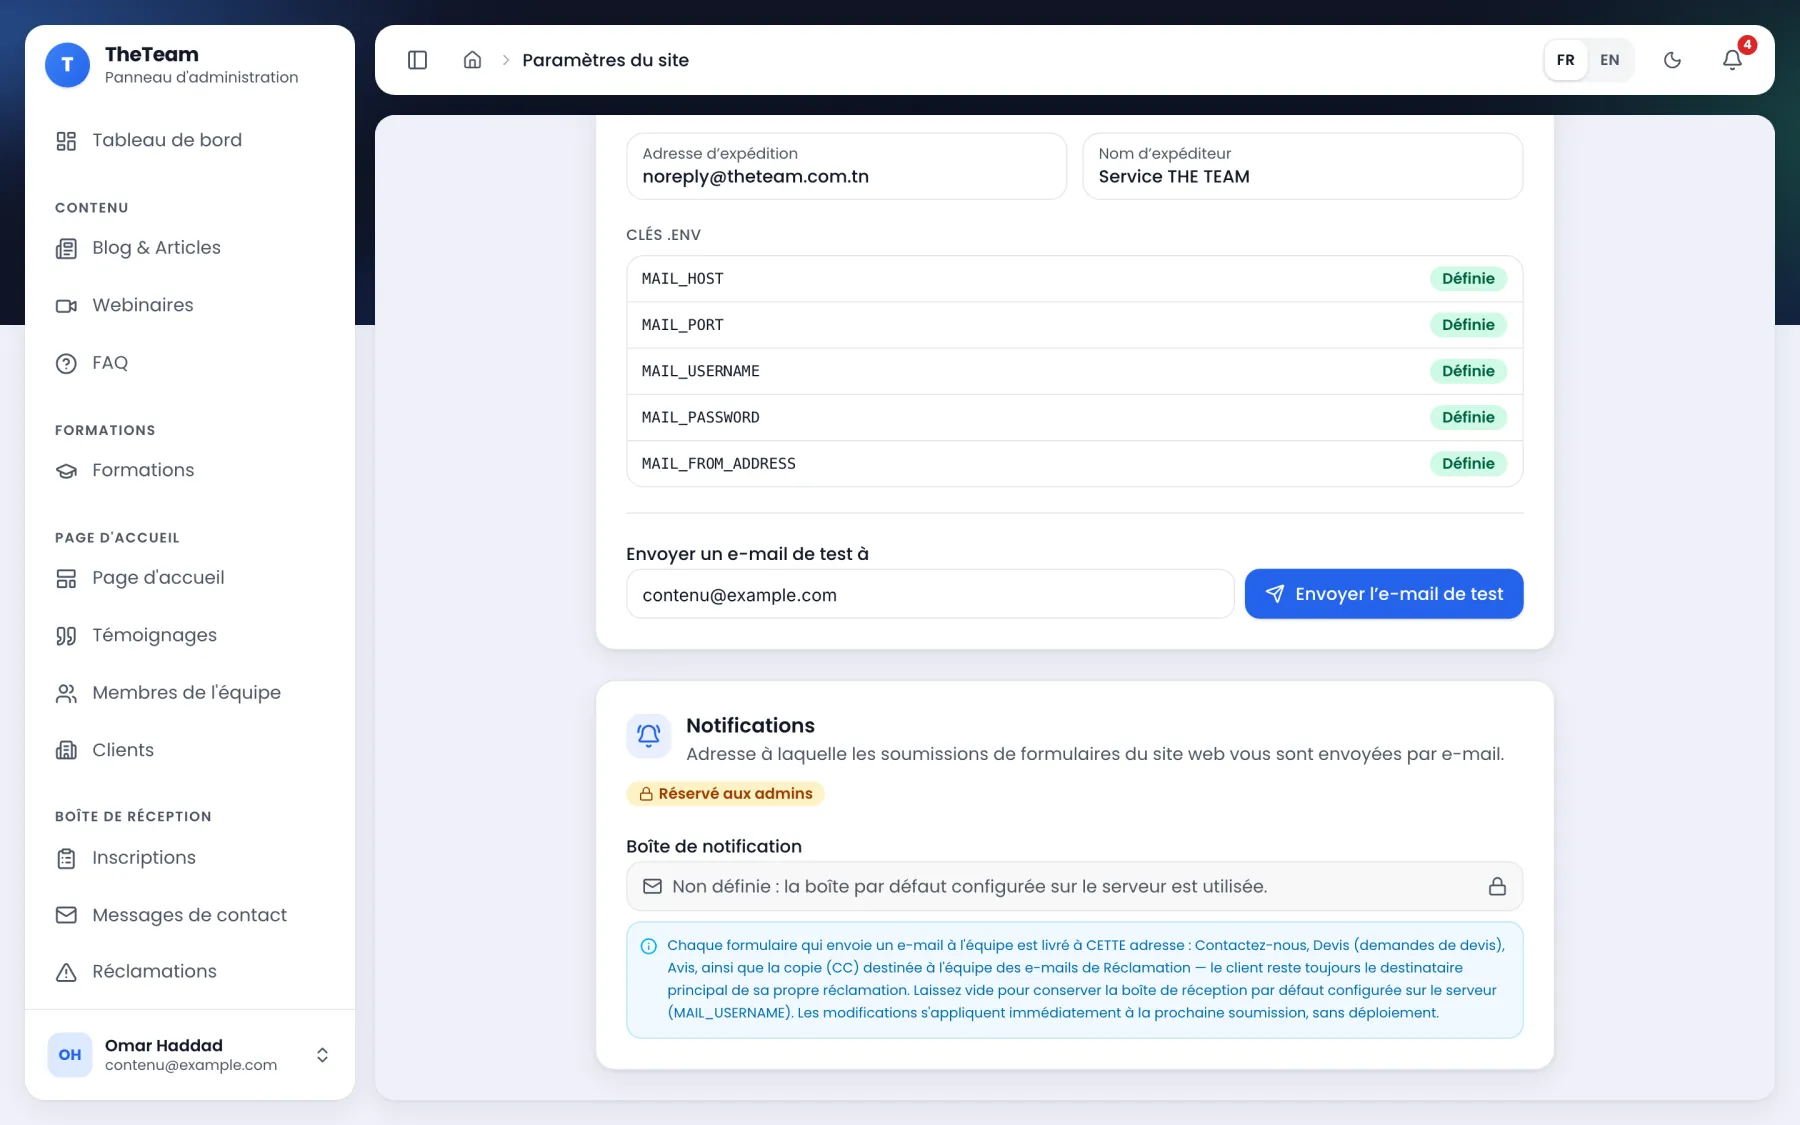 T
TheTeam
Panneau d'administration
Tableau de bord
CONTENU
Blog & Articles
Webinaires
FAQ
FORMATIONS
Formations
PAGE D'ACCUEIL
Page d'accueil
Témoignages
Membres de l'équipe
Clients
BOÎTE DE RÉCEPTION
Inscriptions
Messages de contact
Réclamations
OH
Omar Haddad
contenu@example.com
Paramètres du site
FR
EN
4
Adresse d’expédition
noreply@theteam.com.tn
Nom d’expéditeur
Service THE TEAM
CLÉS .ENV
MAIL_HOST
Définie
MAIL_PORT
Définie
MAIL_USERNAME
Définie
MAIL_PASSWORD
Définie
MAIL_FROM_ADDRESS
Définie
Envoyer un e-mail de test à
contenu@example.com
Envoyer l’e-mail de test
Notifications
Adresse à laquelle les soumissions de formulaires du site web vous sont envoyées par e-mail.
Réservé aux admins
Boîte de notification
Non définie : la boîte par défaut configurée sur le serveur est utilisée.
Chaque formulaire qui envoie un e-mail à l'équipe est livré à CETTE adresse : Contactez-nous, Devis (demandes de devis),
Avis, ainsi que la copie (CC) destinée à l'équipe des e-mails de Réclamation — le client reste toujours le destinataire
principal de sa propre réclamation. Laissez vide pour conserver la boîte de réception par défaut configurée sur le serveur
(MAIL_USERNAME). Les modifications s'appliquent immédiatement à la prochaine soumission, sans déploiement.